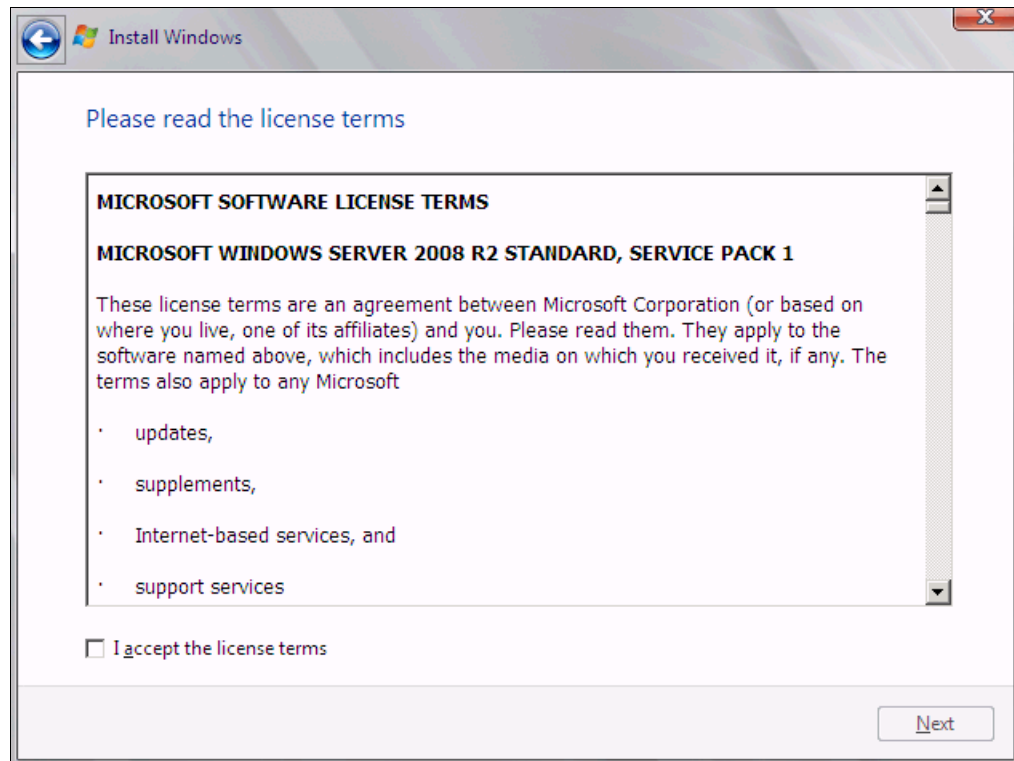 Install Windows
X
Please read the license terms
MICROSOFT SOFTWARE LICENSE TERMS
MICROSOFT WINDOWS SERVER 2008 R2 STANDARD, SERVICE PACK 1
These license terms are an agreement between Microsoft Corporation (or based on
where you live, one of its affiliates) and you. Please read them. They apply to the
software named above, which includes the media on which you received it, if any. The
terms also apply to any Microsoft
· updates,
· supplements,
· Internet-based services, and
· support services
I accept the license terms
Next